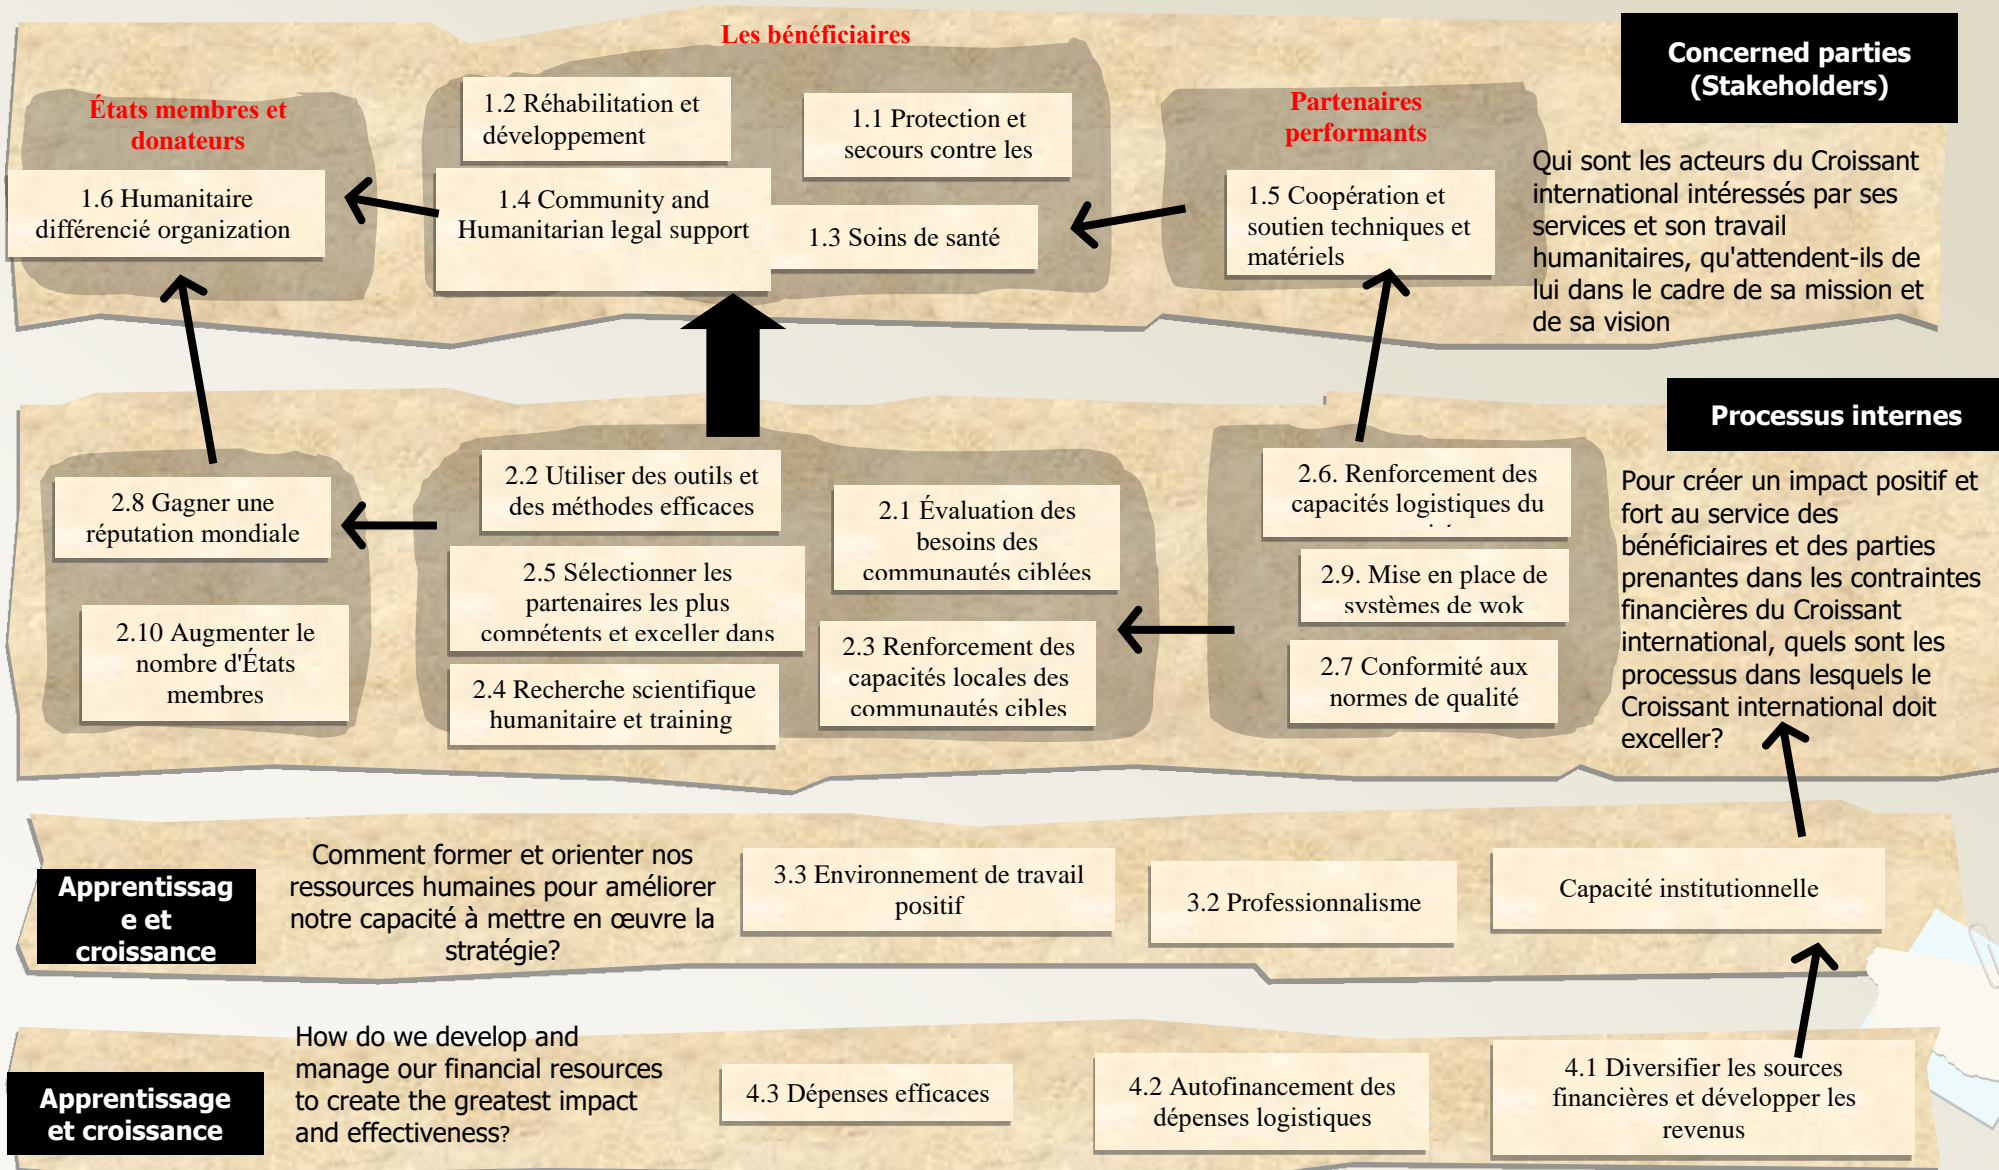 Les bénéficiaires
Concerned parties
(Stakeholders)
États membres et
donateurs
1.2 Réhabilitation et
développement
1.1 Protection et
secours contre les
Partenaires
performants
1.6 Humanitaire
différencié organization
1.4 Community and
Humanitarian legal support
1.3 Soins de santé
1.5 Coopération et
soutien techniques et
matériels
Qui sont les acteurs du Croissant
international intéressés par ses
services et son travail
humanitaires, qu'attendent-ils de
lui dans le cadre de sa mission et
de sa vision
Processus internes
2.8 Gagner une
réputation mondiale
2.10 Augmenter le
nombre d'États
membres
2.2 Utiliser des outils et
des méthodes efficaces
2.5 Sélectionner les
partenaires les plus
compétents et exceller dans
2.4 Recherche scientifique
humanitaire et training
2.1 Évaluation des
besoins des
communautés ciblées
2.3 Renforcement des
capacités locales des
communautés cibles
2.6. Renforcement des
capacités logistiques du
2.9. Mise en place de
systèmes de wok
2.7 Conformité aux
normes de qualité
Pour créer un impact positif et
fort au service des
bénéficiaires et des parties
prenantes dans les contraintes
financières du Croissant
international, quels sont les
processus dans lesquels le
Croissant international doit
exceller?
Apprentissag
e et
croissance
Comment former et orienter nos
ressources humaines pour améliorer
notre capacité à mettre en œuvre la
stratégie?
3.3 Environnement de travail
positif
3.2 Professionnalisme
Capacité institutionnelle
Apprentissage
et croissance
How do we develop and
manage our financial resources
to create the greatest impact
and effectiveness?
4.3 Dépenses efficaces
4.2 Autofinancement des
dépenses logistiques
4.1 Diversifier les sources
financières et développer les
revenus